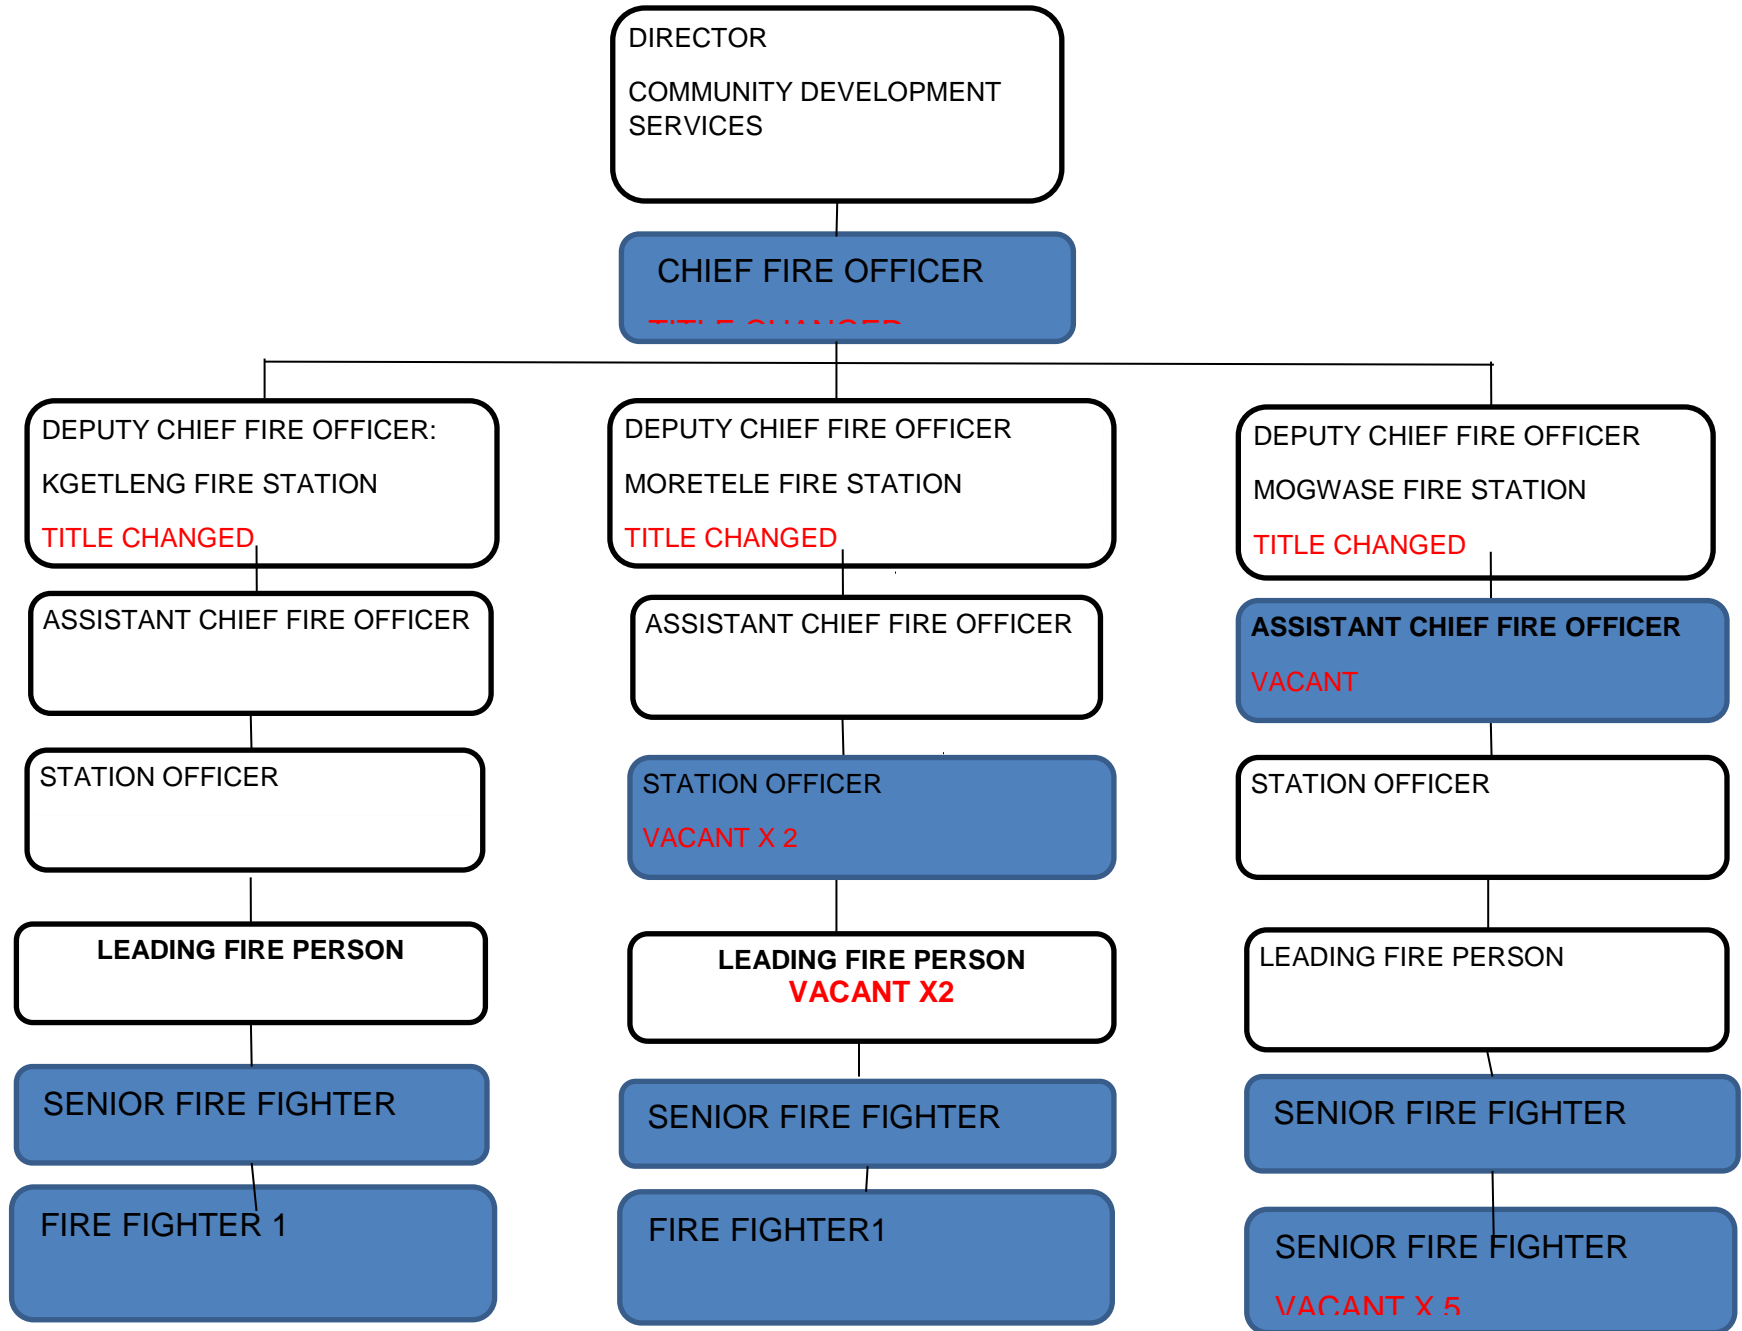 DIRECTOR
COMMUNITY DEVELOPMENT
SERVICES
CHIEF FIRE OFFICER
TITLE CHANGED
DEPUTY CHIEF FIRE OFFICER:
KGETLENG FIRE STATION
TITLE CHANGED
DEPUTY CHIEF FIRE OFFICER
MORETELE FIRE STATION
TITLE CHANGED
DEPUTY CHIEF FIRE OFFICER
MOGWASE FIRE STATION
TITLE CHANGED
ASSISTANT CHIEF FIRE OFFICER
ASSISTANT CHIEF FIRE OFFICER
ASSISTANT CHIEF FIRE OFFICER
VACANT
STATION OFFICER
STATION OFFICER
VACANT X 2
STATION OFFICER
LEADING FIRE PERSON
LEADING FIRE PERSON
VACANT X2
LEADING FIRE PERSON
SENIOR FIRE FIGHTER
SENIOR FIRE FIGHTER
SENIOR FIRE FIGHTER
FIRE FIGHTER 1
FIRE FIGHTER1
SENIOR FIRE FIGHTER
VACANT X 5